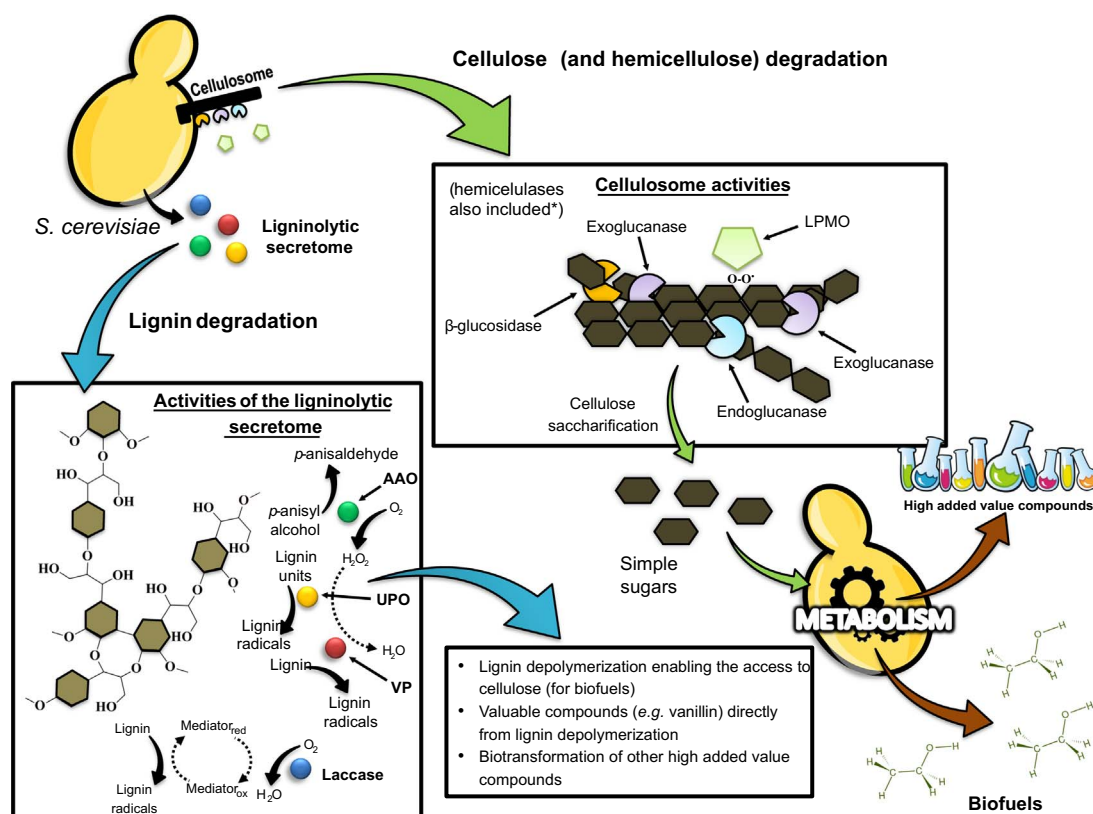 Cellulosome
Cellulose (and hemicellulose) degradation
S. cerevisiae
Ligninolytic
secretome
(hemicelulases
also included*)
Cellulosome activities
Exoglucanase
LPMO
O-O•
β-glucosidase
Exoglucanase
Endoglucanase
Cellulose
saccharification
Lignin degradation
Activities of the ligninolytic
secretome
p-anisaldehyde
AAO
p-anisyl
alcohol
O2
H2O2
Lignin
units
UPO
Lignin
radicals
H2O
Lignin
VP
Lignin
radicals
Lignin
Mediatorred
O2
Laccase
Lignin
radicals
Mediatorox
H2O
O
O
O
HO
OH
O
HO
OH
HO
O
O
HO
OH
O
O
HO
O
HO
O
O
O
O
O
HO
OH
Simple
sugars
High added value compounds
METABOLISM
• Lignin depolymerization enabling the access to
cellulose (for biofuels)
• Valuable compounds (e.g. vanillin) directly
from lignin depolymerization
• Biotransformation of other high added value
compounds
H H O H
H C C H
H
H H O H
H C C H
H
H H O H
H C C H
H
Biofuels